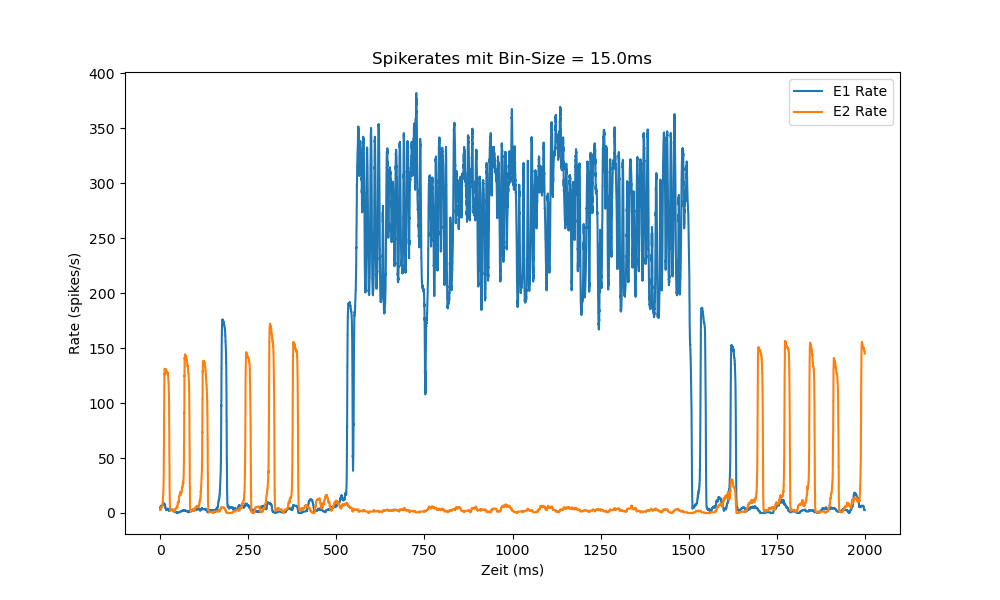 Spikerates mit Bin-Size = 15.0ms
E1 Rate
E2 Rate
400
350
300
250
200
150
100
50
0
Rate (spikes/s)
0 250 500 750 1000 1250 1500 1750 2000
Zeit (ms)